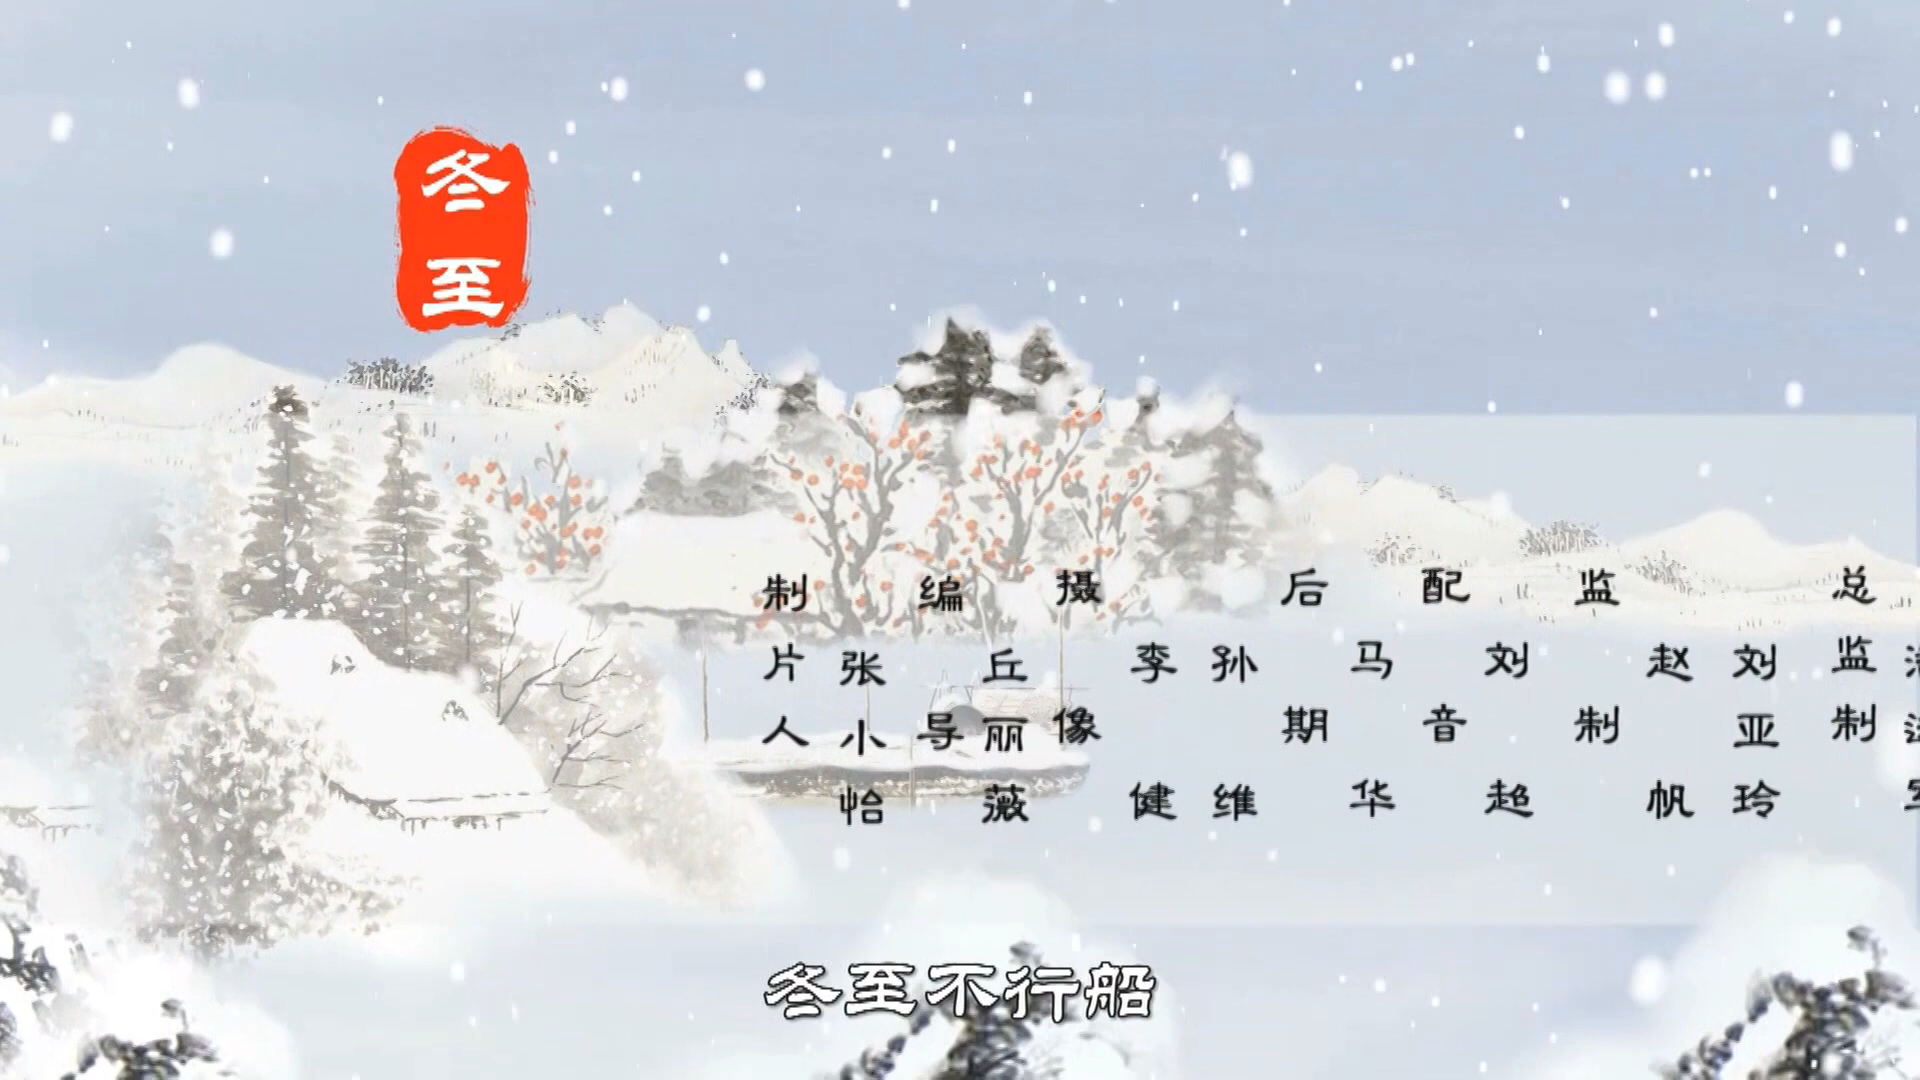 冬至
制片人
张小怡
编导
丘丽薇
摄像
李健
孙维
后期
马华
配音
刘超
监制
赵帆
刘亚玲
总监制
冬至不行船